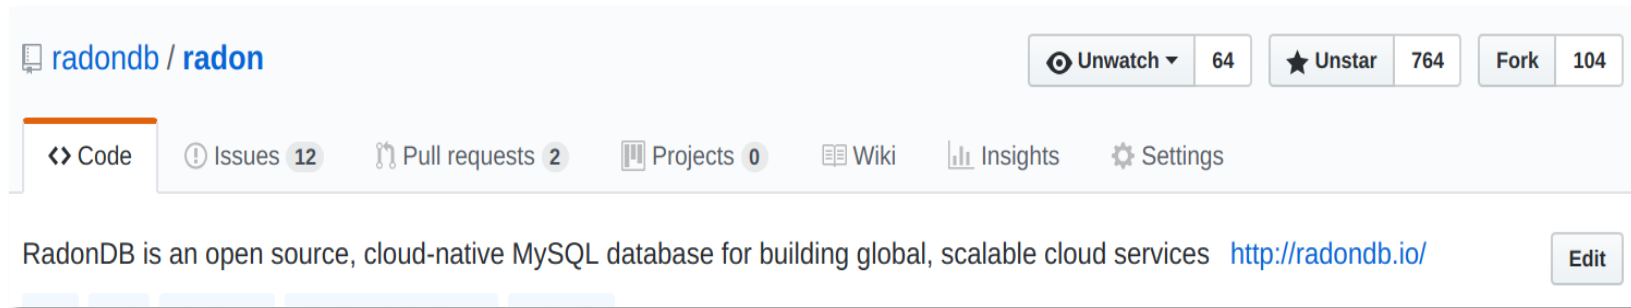 radondb / radon Unwatch 64 Unstar 764 Fork 104
Code Issues 12 Pull requests 2 Projects 0 Wiki Insights Settings
RadonDB is an open source, cloud-native MySQL database for building global, scalable cloud services http://radondb.io/ Edit